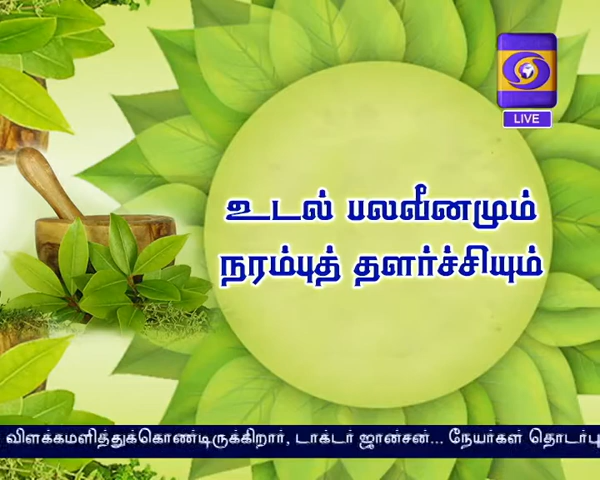 LIVE
உடல் பலவீனமும்
நரம்புத் தளர்ச்சியும்
விளக்கமளித்துக்கொண்டிருக்கிறார், டாக்டர் ஜான்சன்... நேயர்கள் தொடர்பு